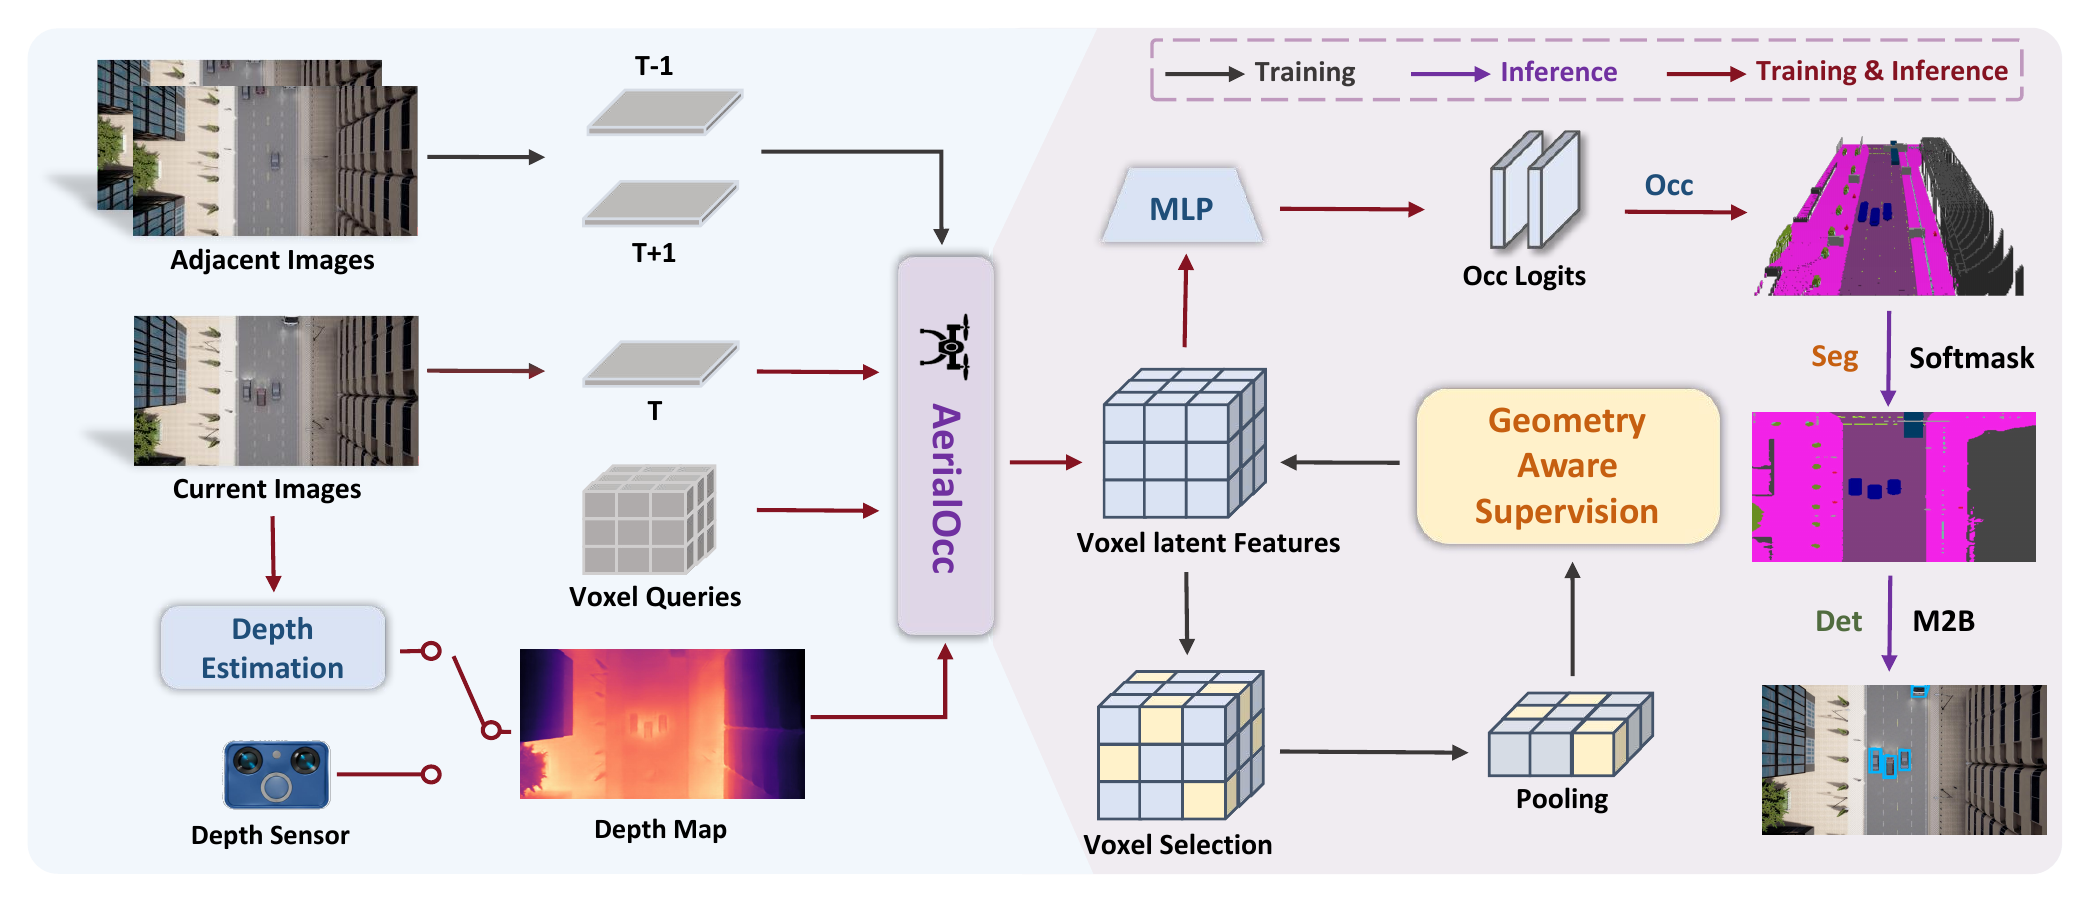 Training
Inference
Training & Inference
T-1
T+1
Adjacent Images
T
Current Images
Voxel Queries
Depth
Estimation
Depth Sensor
Depth Map
AerialOcc
MLP
Occ Logits
Occ
Voxel latent Features
Geometry
Aware
Supervision
Seg
Softmask
Det
M2B
Voxel Selection
Pooling